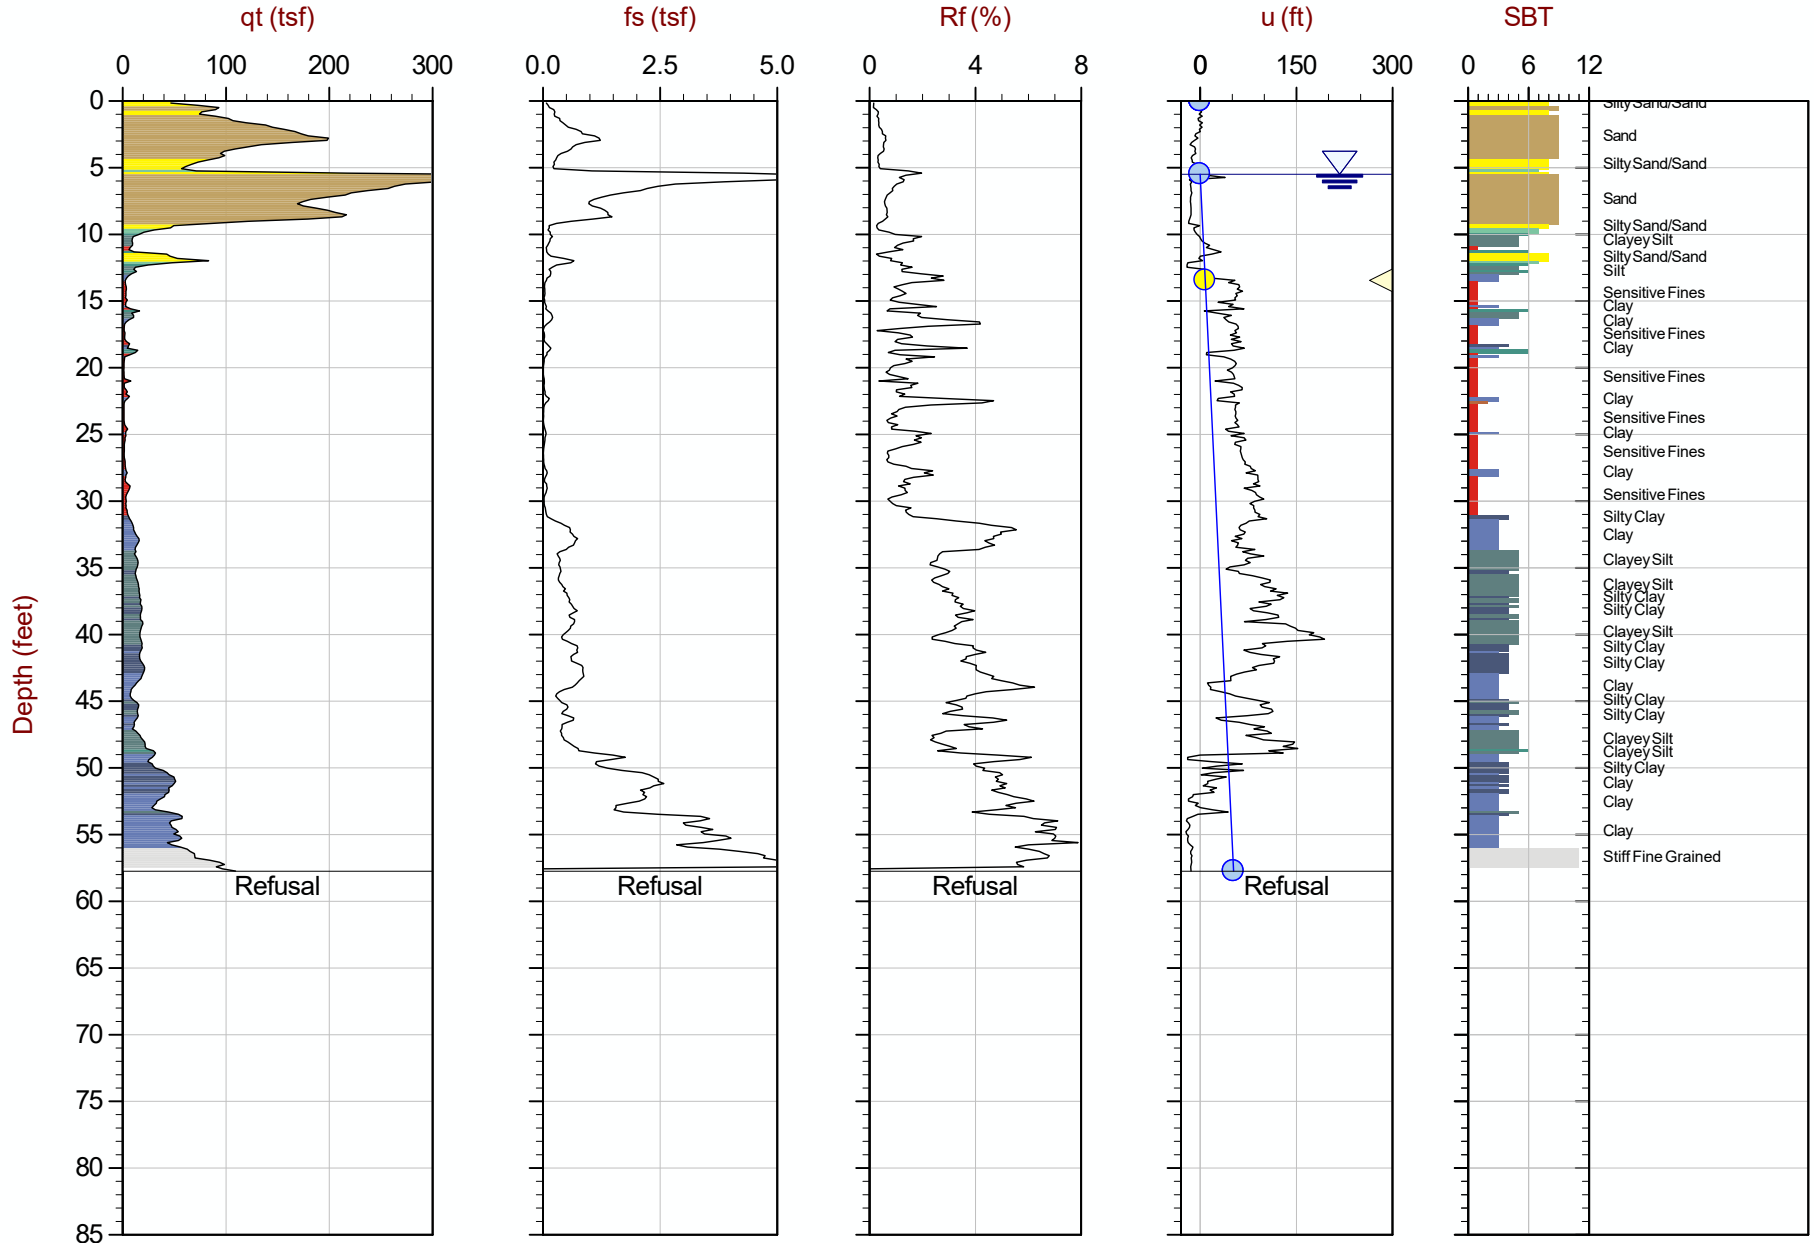 qt (tsf) fs (tsf) Rf (%) u (ft) SBT
0 100 200 300 0.0 2.5 5.0 0 4 8 0 150 300 0 6 12
Depth (feet)
0
5
10
15
20
25
30
35
40
45
50
55
60
65
70
75
80
85
Refusal Refusal Refusal Refusal
Silty Sand/Sand
Sand
Silty Sand/Sand
Sand
Silty Sand/Sand
Clayey Silt
Silty Sand/Sand
Silt
Sensitive Fines
Clay
Clay
Sensitive Fines
Clay
Sensitive Fines
Clay
Sensitive Fines
Clay
Sensitive Fines
Clay
Sensitive Fines
Silty Clay
Clay
Clayey Silt
Clayey Silt
Silty Clay
Silty Clay
Clayey Silt
Silty Clay
Silty Clay
Clay
Silty Clay
Silty Clay
Clayey Silt
Clayey Silt
Silty Clay
Clay
Clay
Clay
Stiff Fine Grained